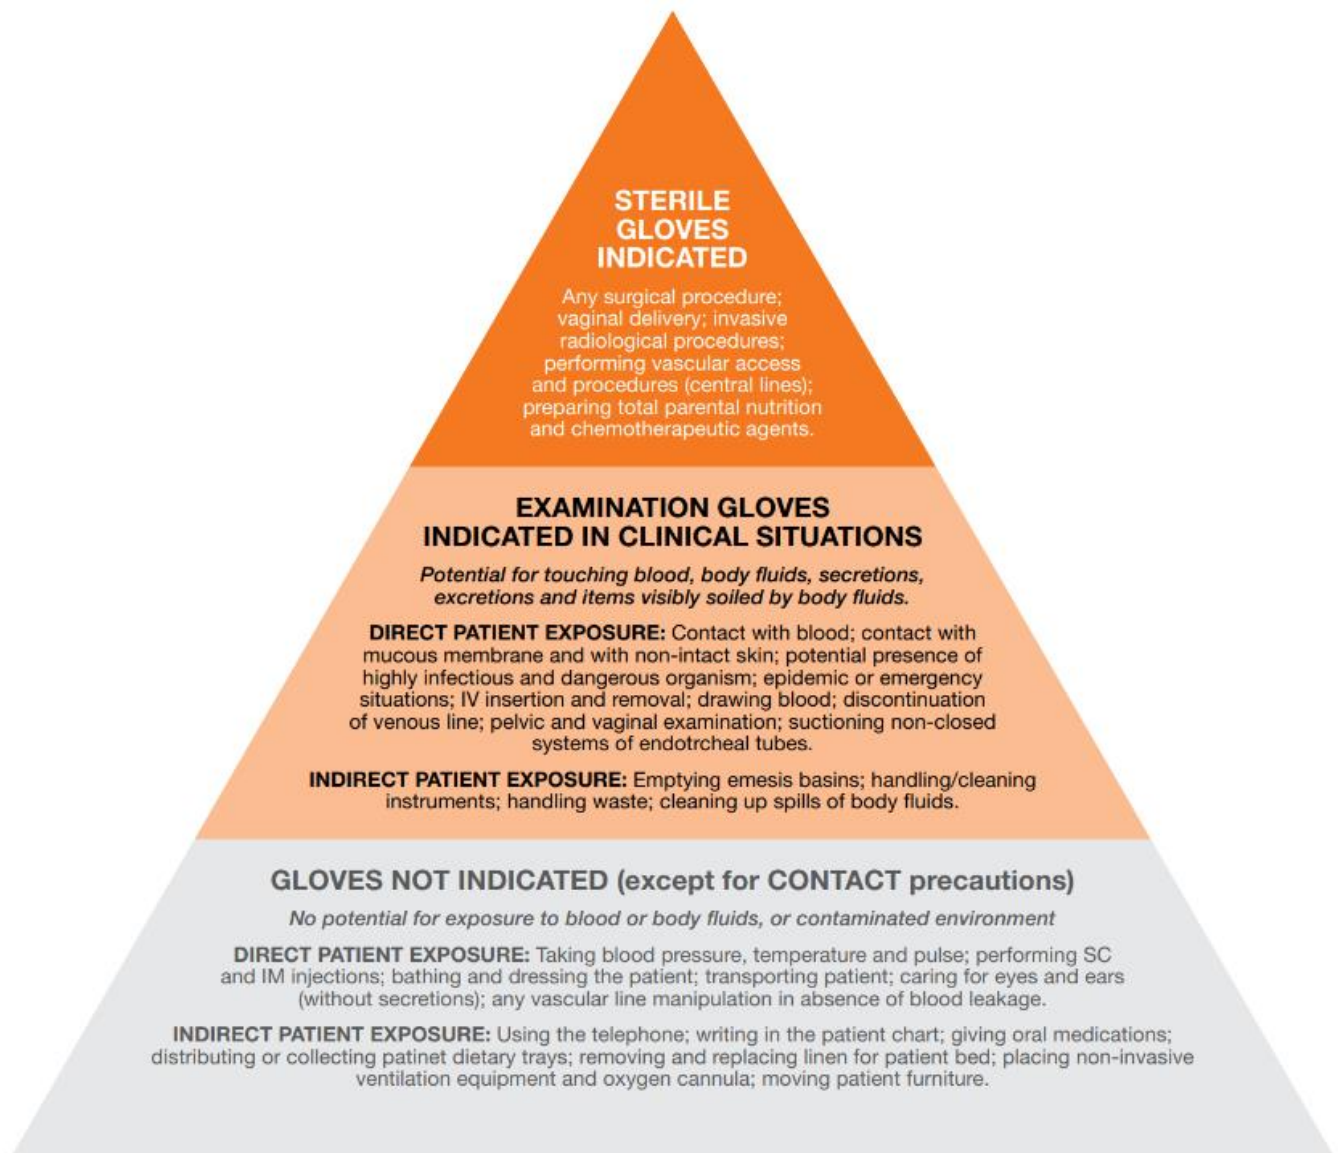 STERILE
GLOVES
INDICATED
Any surgical procedure;
vaginal delivery; invasive
radiological procedures;
performing vascular access
and procedures (central lines);
preparing total parental nutrition
and chemotherapeutic agents.
EXAMINATION GLOVES
INDICATED IN CLINICAL SITUATIONS
Potential for touching blood, body fluids, secretions,
excretions and items visibly soiled by body fluids.
DIRECT PATIENT EXPOSURE: Contact with blood; contact with
mucous membrane and with non-intact skin; potential presence of
highly infectious and dangerous organism; epidemic or emergency
situations; IV insertion and removal; drawing blood; discontinuation
of venous line; pelvic and vaginal examination; suctioning non-closed
systems of endotrcheal tubes.
INDIRECT PATIENT EXPOSURE: Emptying emesis basins; handling/cleaning
instruments; handling waste; cleaning up spills of body fluids.
GLOVES NOT INDICATED (except for CONTACT precautions)
No potential for exposure to blood or body fluids, or contaminated environment
DIRECT PATIENT EXPOSURE: Taking blood pressure, temperature and pulse; performing SC
and IM injections; bathing and dressing the patient; transporting patient; caring for eyes and ears
(without secretions); any vascular line manipulation in absence of blood leakage.
INDIRECT PATIENT EXPOSURE: Using the telephone; writing in the patient chart; giving oral medications;
distributing or collecting patinet dietary trays; removing and replacing linen for patient bed; placing non-invasive
ventilation equipment and oxygen cannula; moving patient furniture.